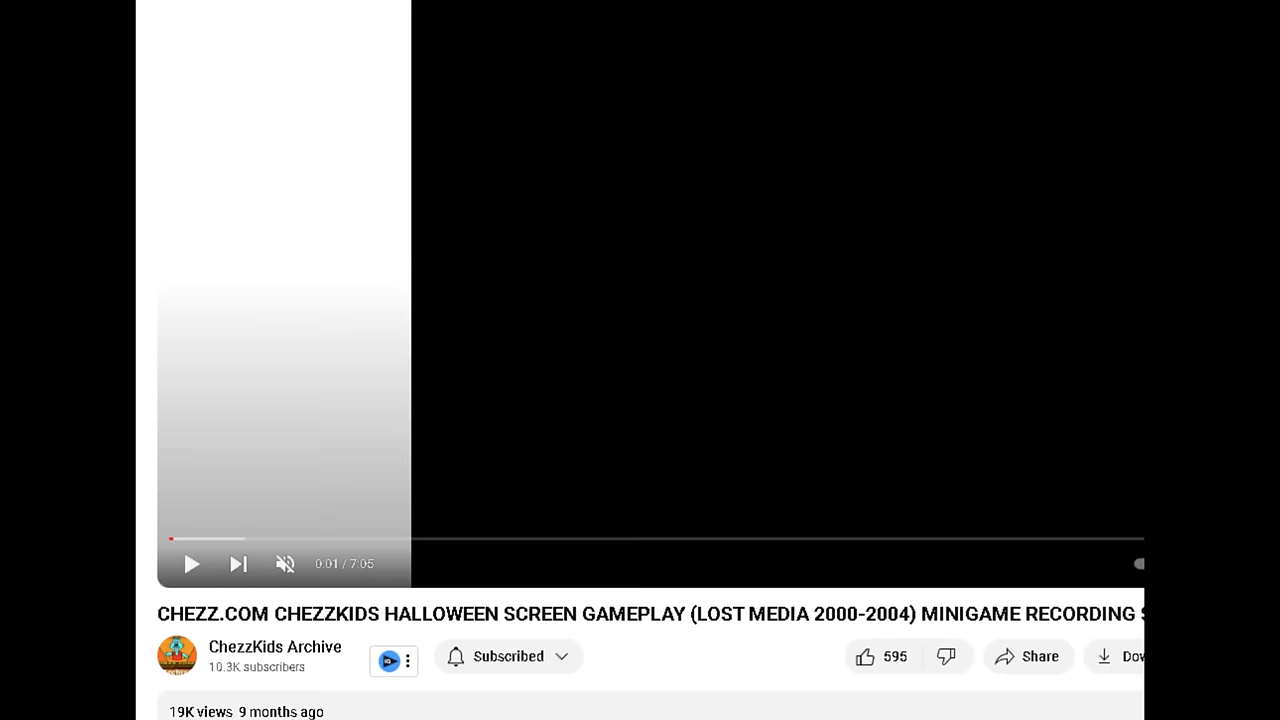 0:01 / 7:05
CHEZZ.COM CHEZZKIDS HALLOWEEN SCREEN GAMEPLAY (LOST MEDIA 2000-2004) MINIGAME RECORDING
ChezzKids Archive
10.3K subscribers
Subscribed
595
Share
19K views 9 months ago